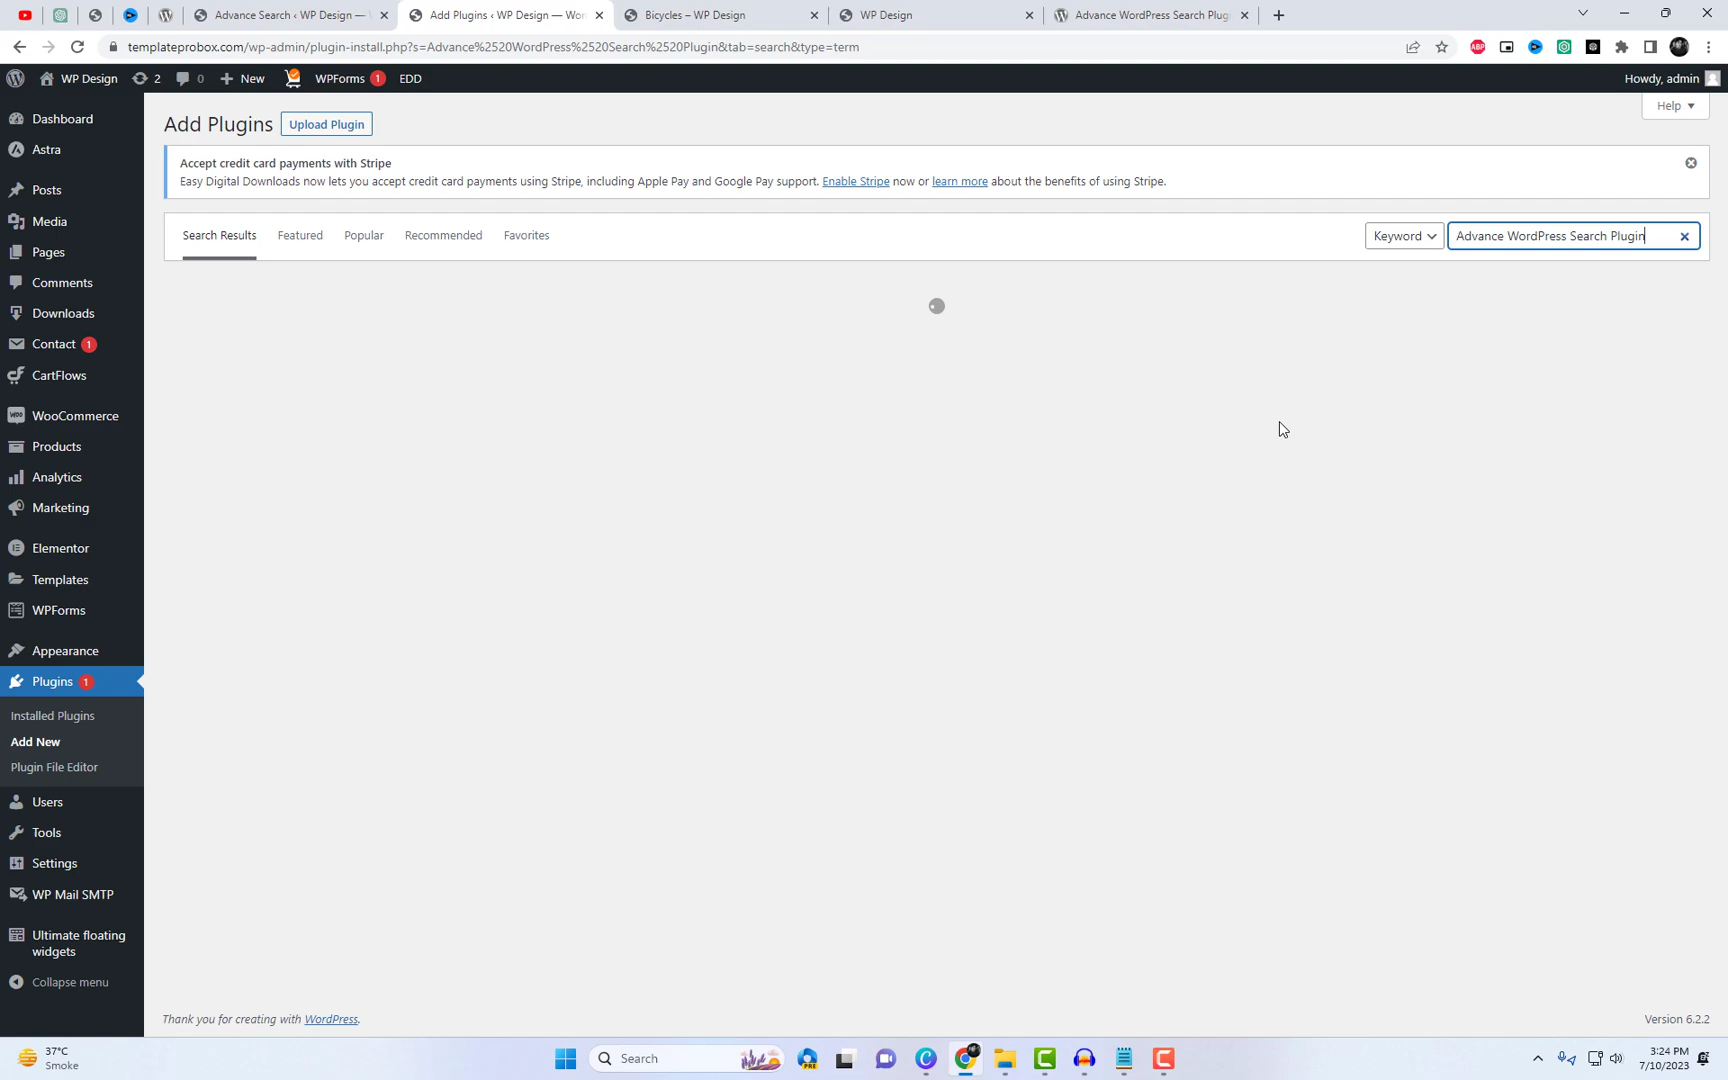 Advance Search ‹ WP Design —
Add Plugins ‹ WP Design — Wor
Bicycles – WP Design
WP Design
Advance WordPress Search Plug
templateprobox.com/wp-admin/plugin-install.php?s=Advance%2520WordPress%2520Search%2520Plugin&tab=search&type=term
ABP
WP Design
2
0
New
WPForms 1
EDD
Howdy, admin
Dashboard
Astra
Posts
Media
Pages
Comments
Downloads
Contact 1
CartFlows
WooCommerce
Products
Analytics
Marketing
Elementor
Templates
WPForms
Appearance
Plugins 1
Installed Plugins
Add New
Plugin File Editor
Users
Tools
Settings
WP Mail SMTP
Ultimate floating
widgets
Collapse menu
Add Plugins
Upload Plugin
Help
Accept credit card payments with Stripe
Easy Digital Downloads now lets you accept credit card payments using Stripe, including Apple Pay and Google Pay support. Enable Stripe now or learn more about the benefits of using Stripe.
Search Results
Featured
Popular
Recommended
Favorites
Keyword
Advance WordPress Search Plugin
Thank you for creating with WordPress.
Version 6.2.2
37°C
Smoke
Search
PRE
3:24 PM
7/10/2023